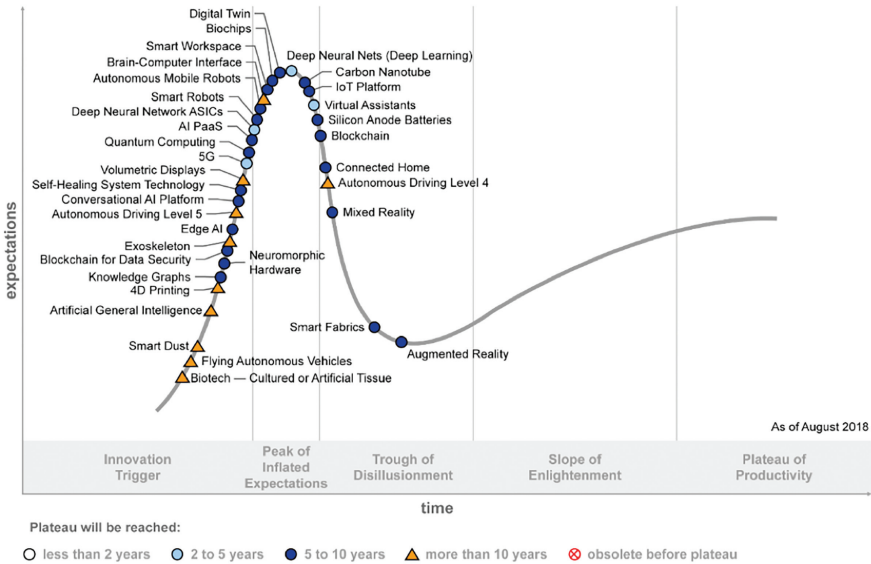 Digital Twin
Biochips
Smart Workspace
Brain-Computer Interface
Autonomous Mobile Robots
Smart Robots
Deep Neural Network ASICs
AI PaaS
Quantum Computing
5G
Volumetric Displays
Self-Healing System Technology
Conversational AI Platform
Autonomous Driving Level 5
Edge AI
Exoskeleton
Blockchain for Data Security
Neuromorphic
Hardware
Knowledge Graphs
4D Printing
Artificial General Intelligence
Smart Dust
Flying Autonomous Vehicles
Biotech — Cultured or Artificial Tissue
Deep Neural Nets (Deep Learning)
Carbon Nanotube
IoT Platform
Virtual Assistants
Silicon Anode Batteries
Blockchain
Connected Home
Autonomous Driving Level 4
Mixed Reality
Smart Fabrics
Augmented Reality
expectations
As of August 2018
Innovation
Trigger
Peak of
Inflated
Expectations
Trough of
Disillusionment
Slope of
Enlightenment
Plateau of
Productivity
time
Plateau will be reached:
less than 2 years
2 to 5 years
5 to 10 years
more than 10 years
obsolete before plateau